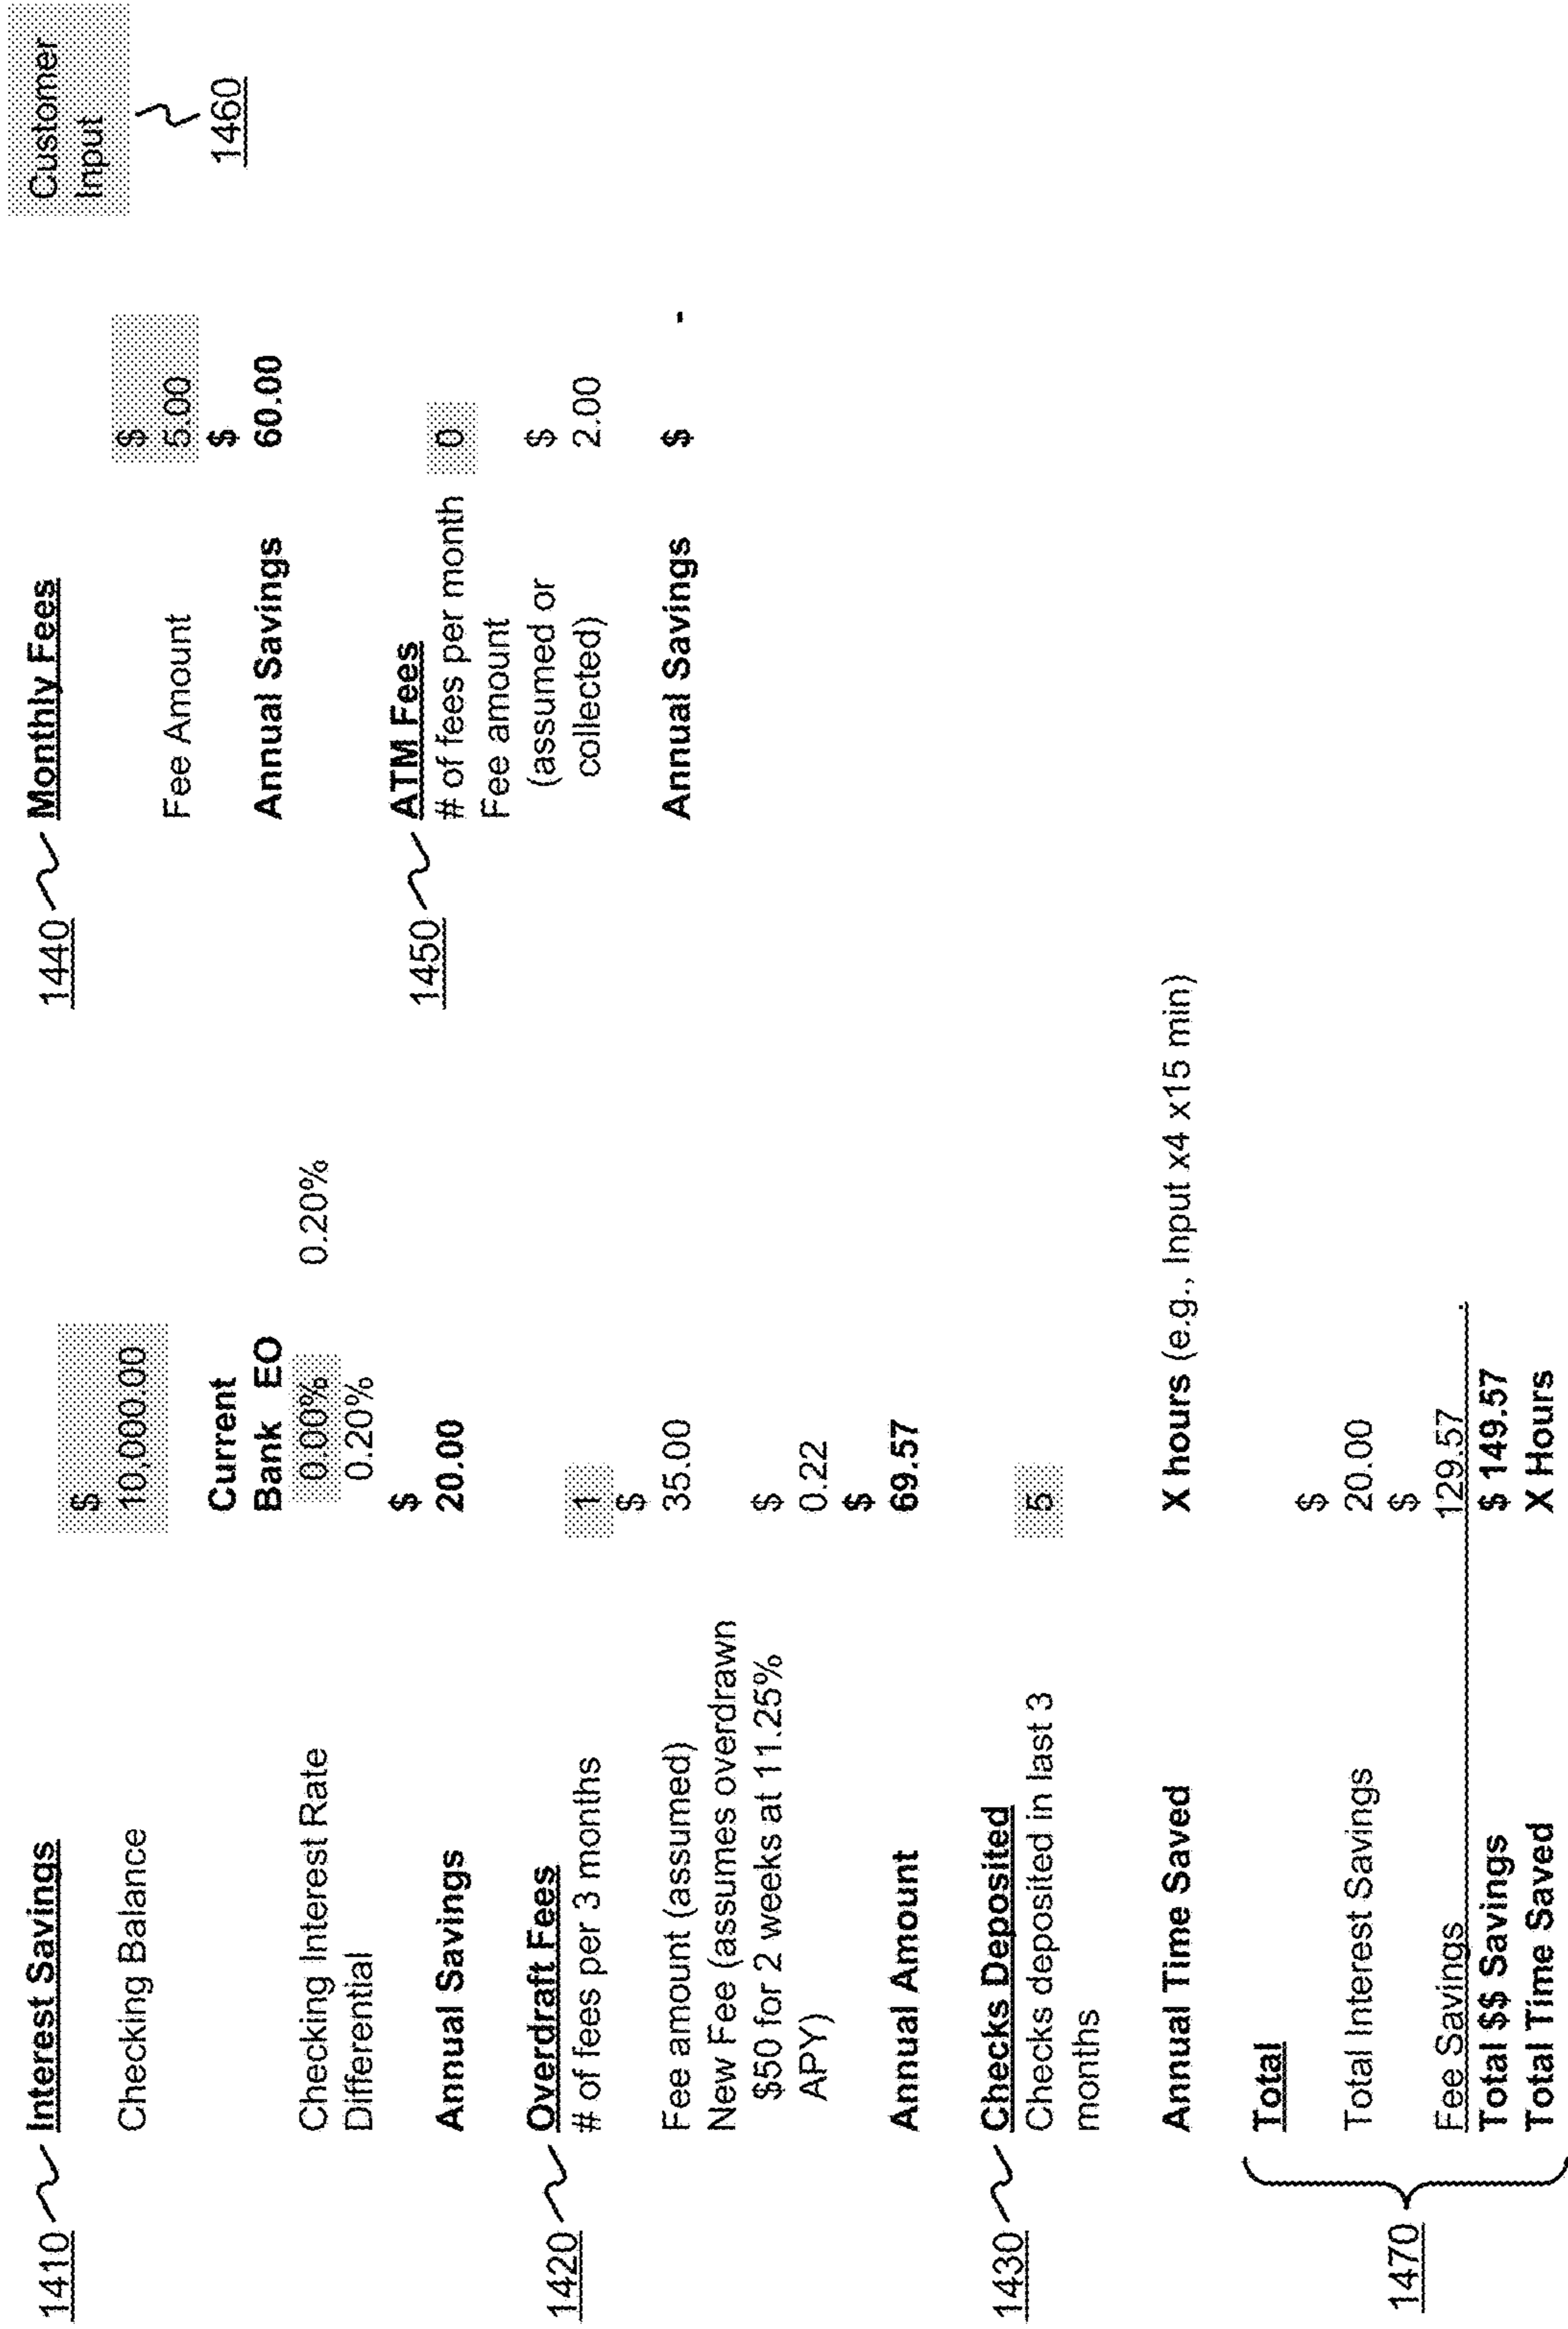 1410 Interest Savings
$
Checking Balance 10,000.00
Current
Bank EO
Checking Interest Rate 0.00% 0.20%
Differential 0.20%
$
Annual Savings 20.00
1420 Overdraft Fees
# of fees per 3 months 1
$
Fee amount (assumed) 35.00
New Fee (assumes overdrawn
$50 for 2 weeks at 11.25% $
APY) 0.22
$
Annual Amount 69.57
1430 Checks Deposited
Checks deposited in last 3 5
months
Annual Time Saved X hours (e.g., Input x4 x15 min)
1470
Total
$
Total Interest Savings 20.00
$
Fee Savings 129.57
Total $$ Savings $ 149.57
Total Time Saved X Hours
1440 Monthly Fees
$
Fee Amount 5.00
$
Annual Savings 60.00
1450 ATM Fees
# of fees per month 0
Fee amount
(assumed or $
collected) 2.00
Annual Savings $ -
Customer
Input
1460